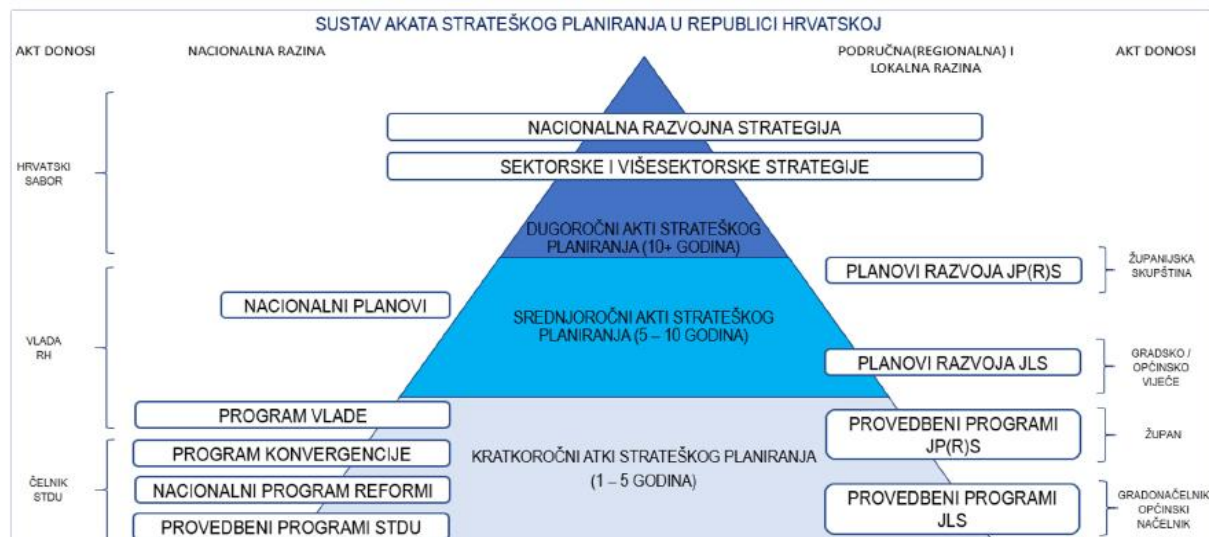 SUSTAV AKATA STRATEŠKOG PLANIRANJA U REPUBLICI HRVATSKOJ
AKT DONOSI
NACIONALNA RAZINA
PODRUČNA(REGIONALNA) I
LOKALNA RAZINA
AKT DONOSI
NACIONALNA RAZVOJNA STRATEGIJA
HRVATSKI
SABOR
SEKTORSKE I VIŠESEKTORSKE STRATEGIJE
DUGOROČNI AKTI STRATEŠKOG
PLANIRANJA (10+ GODINA)
PLANOVI RAZVOJA JP(R)S
ŽUPANIJSKA
SKUPŠTINA
NACIONALNI PLANOVI
SREDNJOROČNI AKTI STRATEŠKOG
PLANIRANJA (5 – 10 GODINA)
VLADA
RH
PLANOVI RAZVOJA JLS
GRADSKO /
OPĆINSKO
VIJEĆE
PROGRAM VLADE
PROVEDBENI PROGRAMI
JP(R)S
ŽUPAN
PROGRAM KONVERGENCIJE
KRATKOROČNI ATKI STRATEŠKOG PLANIRANJA
(1 – 5 GODINA)
ČELNIK
STDU
NACIONALNI PROGRAM REFORMI
PROVEDBENI PROGRAMI
JLS
GRADONAČELNIK
OPĆINSKI
NAČELNIK
PROVEDBENI PROGRAMI STDU